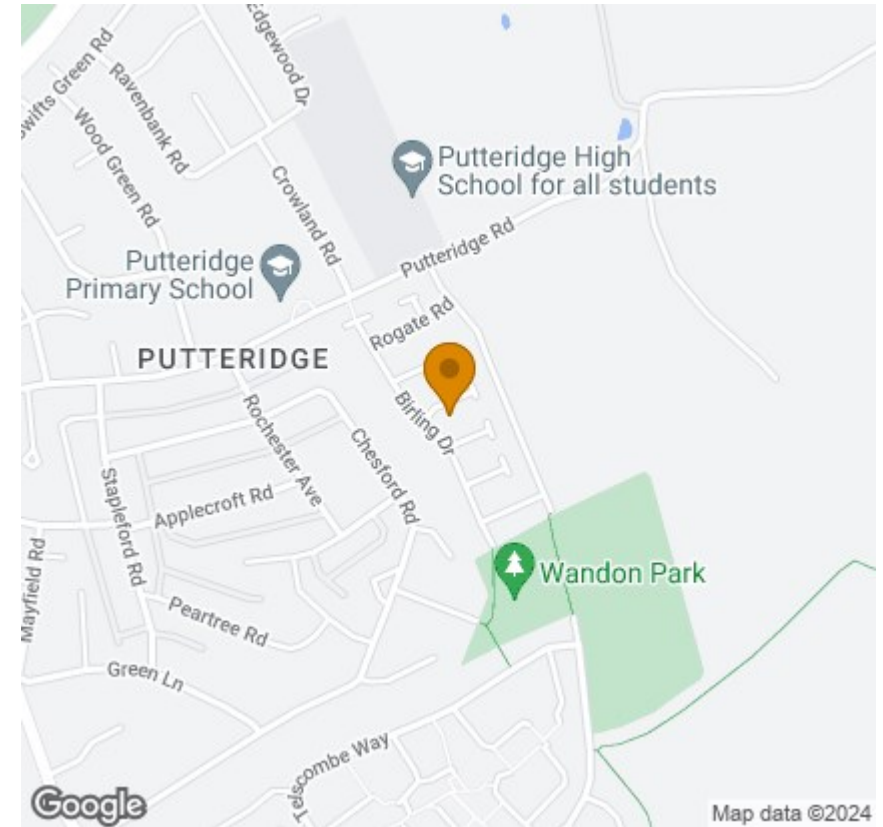 Edgewood Dr
Swifts Green Rd
Ravenbank Rd
Wood Green Rd
Crowland Rd
Putteridge High
School for all students
Putteridge Rd
Putteridge
Primary School
Rogate Rd
PUTTERIDGE
Birling Dr
Rochester Ave
Chesford Rd
Applecroft Rd
Stapleford Rd
Mayfield Rd
Wandon Park
Peartree Rd
Green Ln
Telscombe Way
Google
Map data ©2024